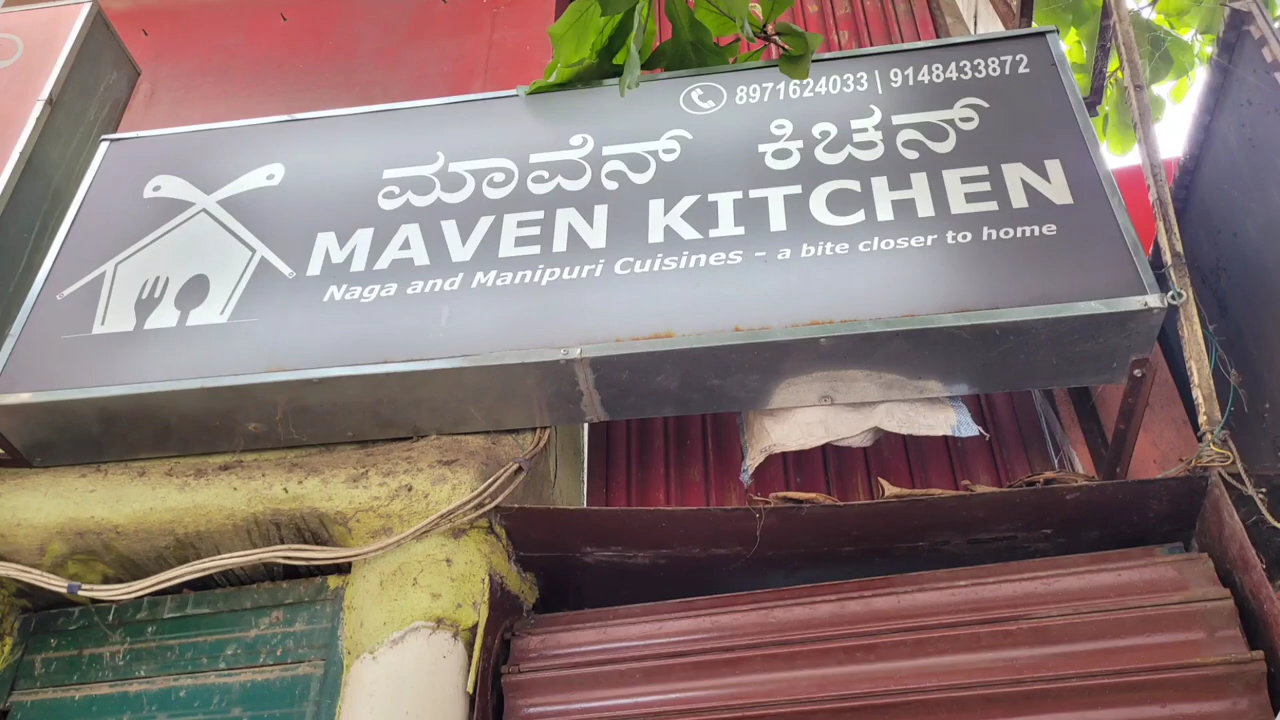 8971624033 | 9148433872
ಮಾವೆನ್ ಕಿಚನ್
MAVEN KITCHEN
Naga and Manipuri Cuisines - a bite closer to home